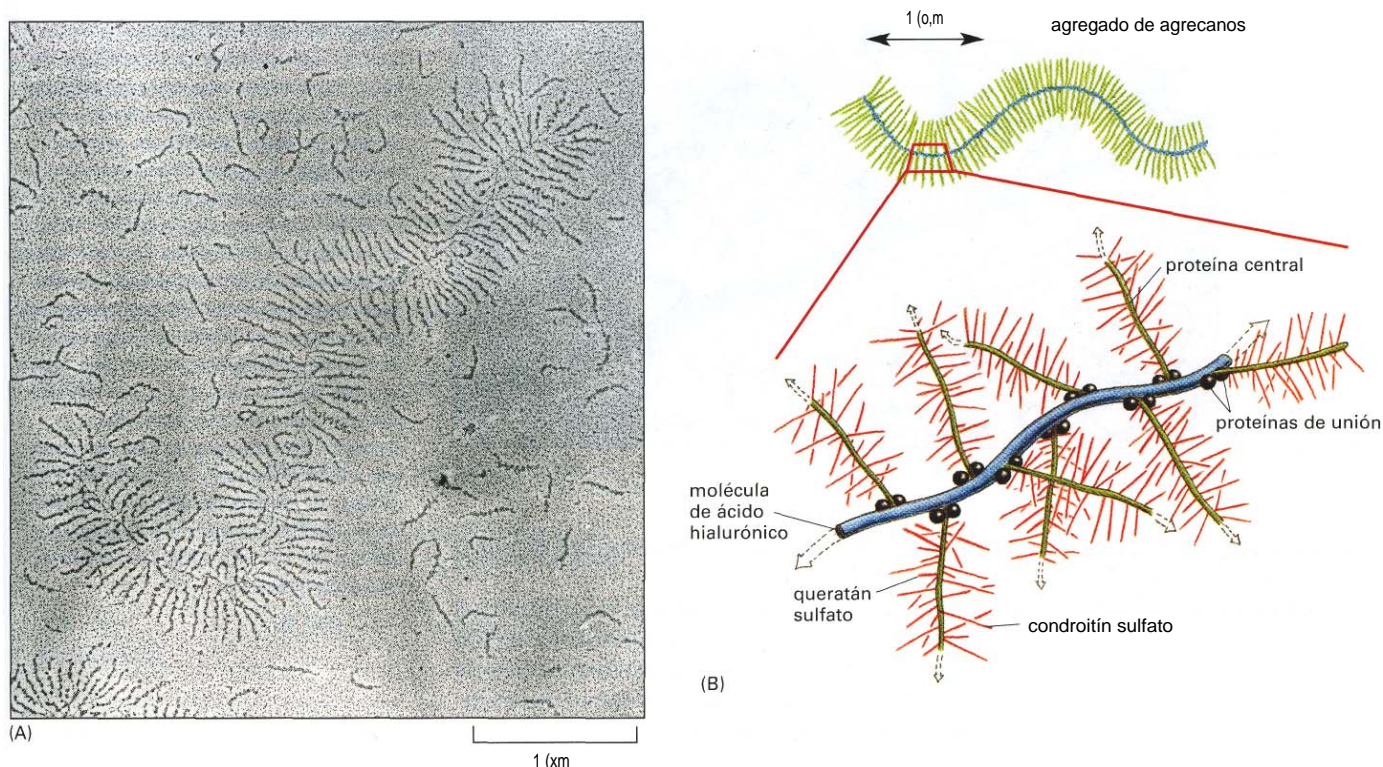 1 (o,m
agregado de agrecanos
proteína central
proteínas de unión
molécula
de ácido
hialurónico
queratán
sulfato
condroitín sulfato
(B)
(A)
1 (xm